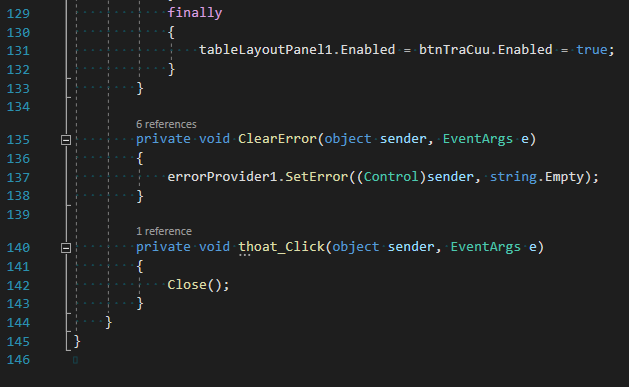 129 finally
130 {
131 tableLayoutPanel1.Enabled = btnTraCuu.Enabled = true;
132 }
133 }
134
6 references
135 private void ClearError(object sender, EventArgs e)
136 {
137 errorProvider1.SetError((Control)sender, string.Empty);
138 }
139
1 reference
140 private void thoat_Click(object sender, EventArgs e)
141 {
142 Close();
143 }
144 }
145 }
146